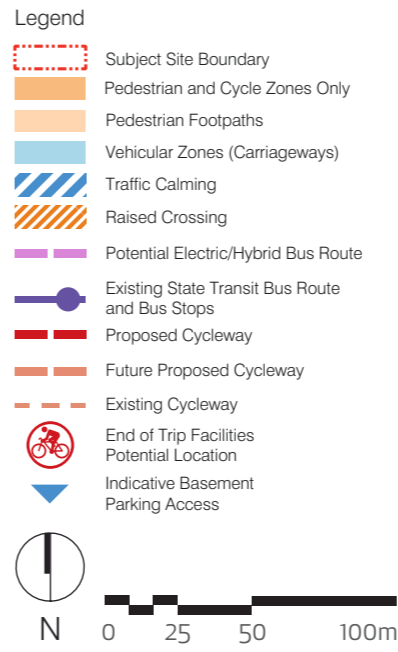 Legend
Subject Site Boundary
Pedestrian and Cycle Zones Only
Pedestrian Footpaths
Vehicular Zones (Carriageways)
Traffic Calming
Raised Crossing
Potential Electric/Hybrid Bus Route
Existing State Transit Bus Route
and Bus Stops
Proposed Cycleway
Future Proposed Cycleway
Existing Cycleway
End of Trip Facilities
Potential Location
Indicative Basement
Parking Access
N 0 25 50 100m